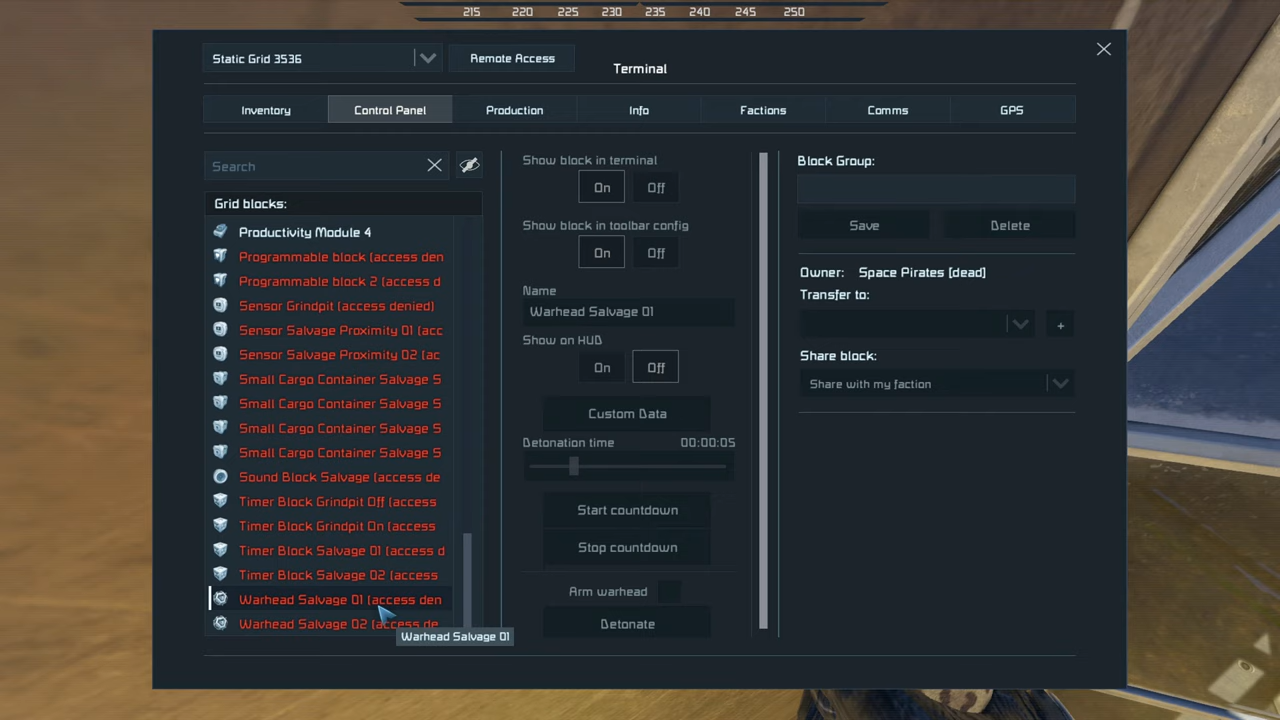 215 220 225 230 235 240 245 250
Static Grid 3536
Remote Access
Terminal
Inventory
Control Panel
Production
Info
Factions
Comms
GPS
Search
Grid blocks:
Productivity Module 4
Programmable block (access den
Programmable block 2 (access d
Sensor Grindpit (access denied)
Sensor Salvage Proximity 01 (acc
Sensor Salvage Proximity 02 (ac
Small Cargo Container Salvage S
Small Cargo Container Salvage S
Small Cargo Container Salvage S
Small Cargo Container Salvage S
Sound Block Salvage (access de
Timer Block Grindpit Off (access
Timer Block Grindpit On (access
Timer Block Salvage 01 (access d
Timer Block Salvage 02 (access
Warhead Salvage 01 (access den
Warhead Salvage 02 (access de
Warhead Salvage 01
Show block in terminal
On Off
Show block in toolbar config
On Off
Name
Warhead Salvage 01
Show on HUD
On Off
Custom Data
Detonation time 00:00:05
Start countdown
Stop countdown
Arm warhead
Detonate
Block Group:
Save Delete
Owner: Space Pirates [dead]
Transfer to:
+
Share block:
Share with my faction